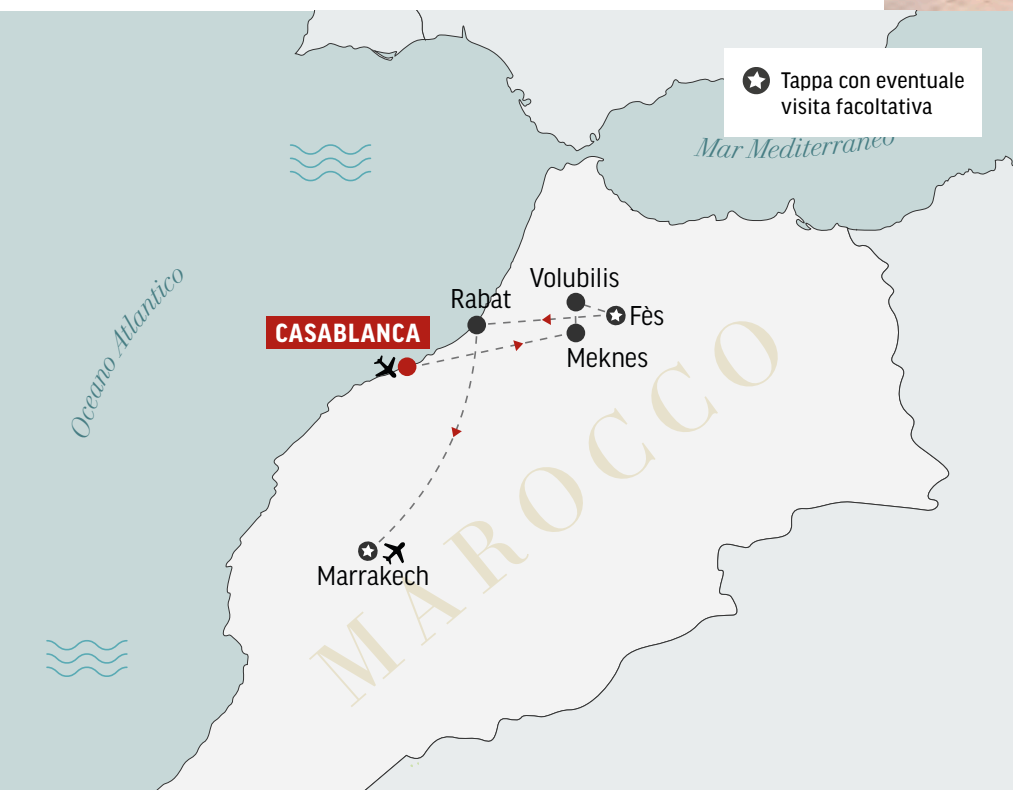 Tappa con eventuale
visita facoltativa
Mar Mediterraneo
Oceano Atlantico
Volubilis
Rabat
Fès
CASABLANCA
Meknes
MAROCCO
Marrakech